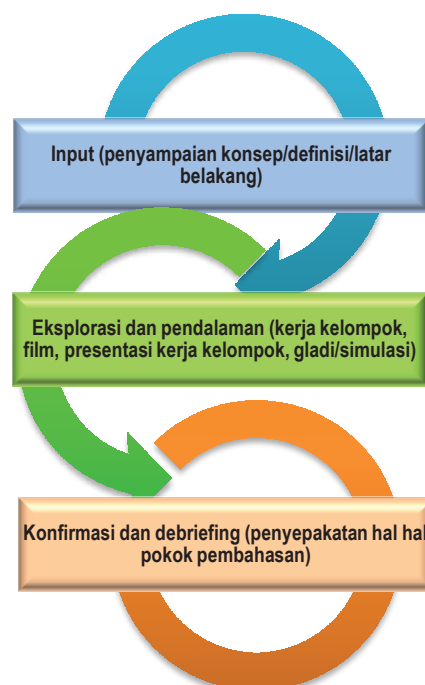 Input (penyampaian konsep/definisi/latar
belakang)
Eksplorasi dan pendalaman (kerja kelompok,
film, presentasi kerja kelompok, gladi/simulasi)
Konfirmasi dan debriefing (penyepakatan hal hal
pokok pembahasan)